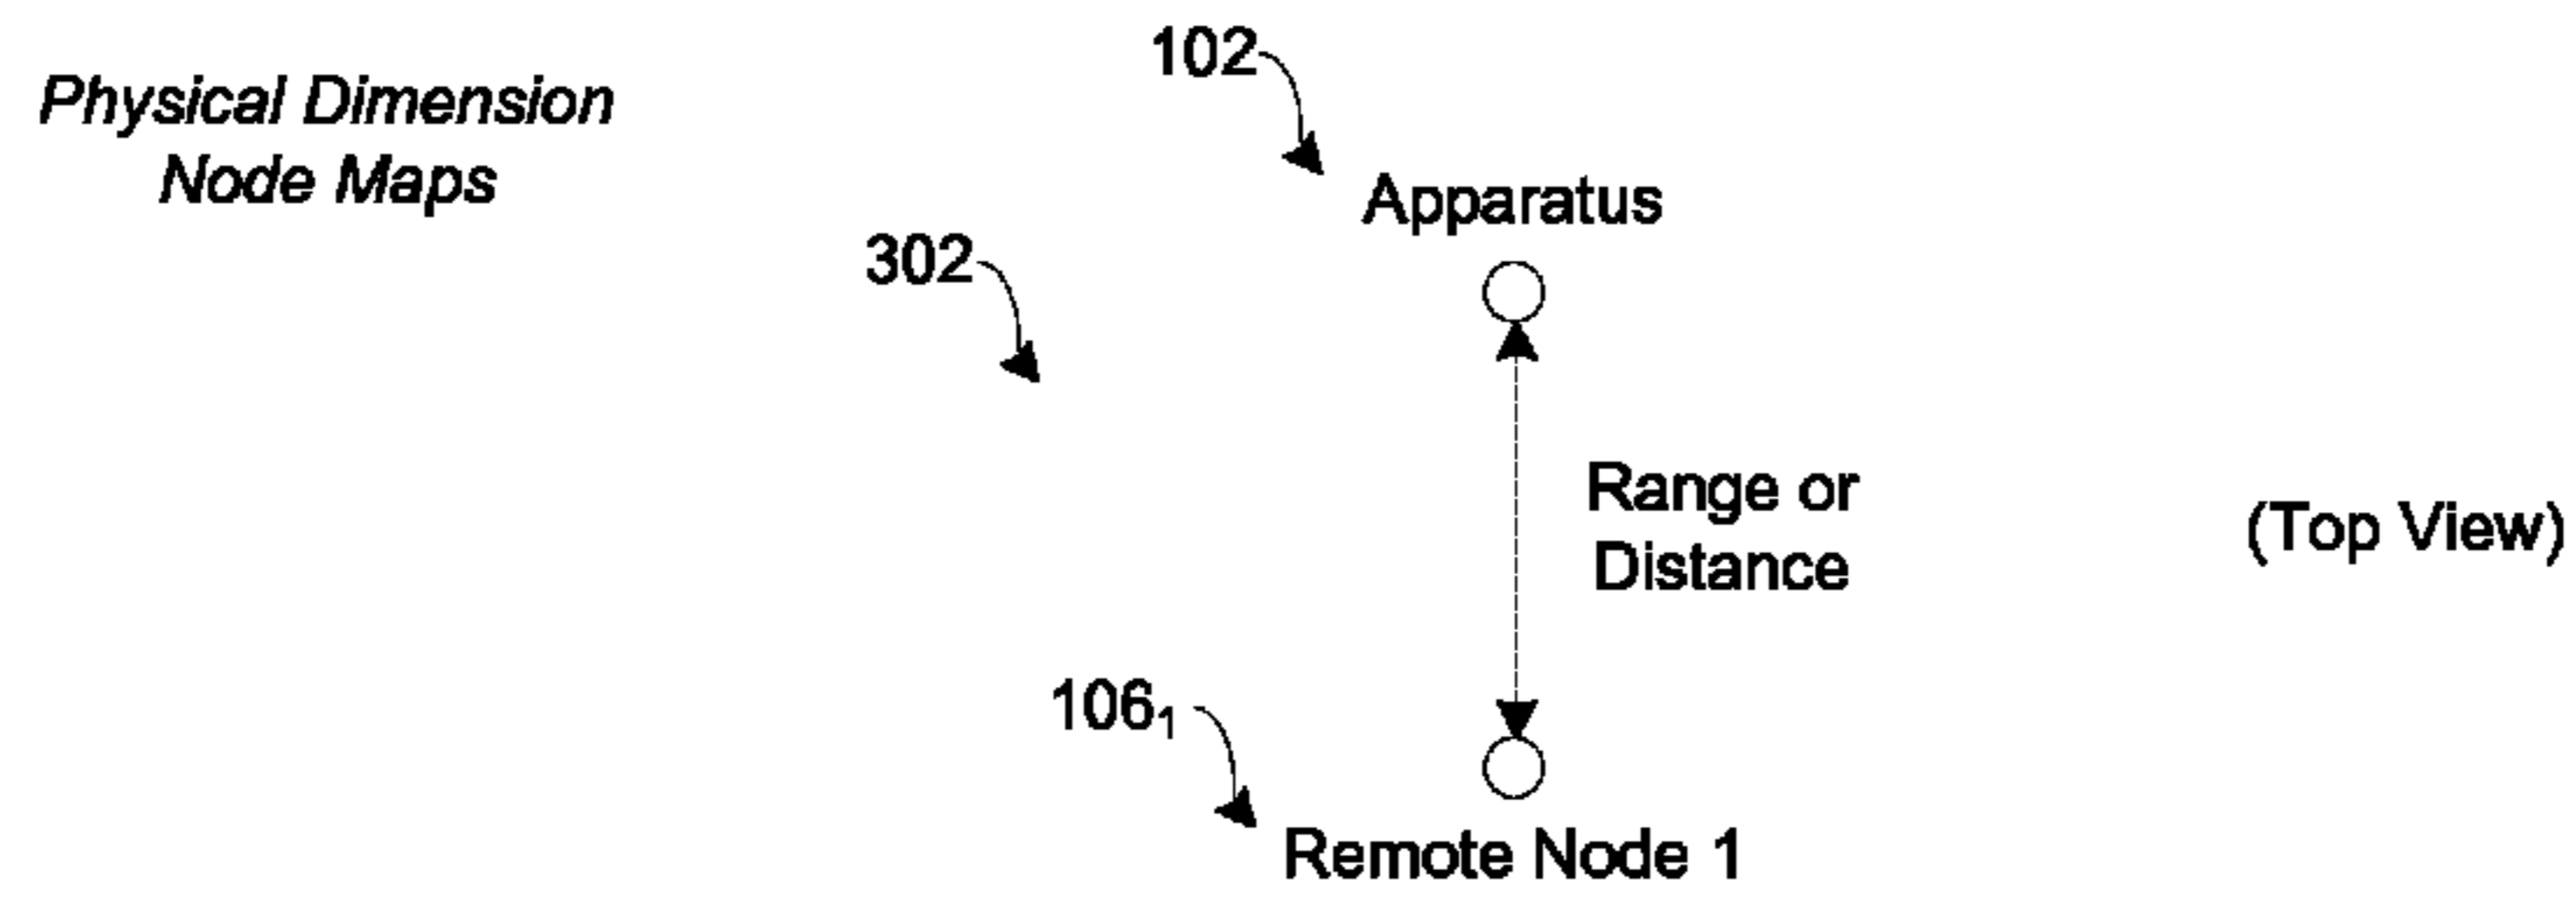 Physical Dimension
Node Maps
102
Apparatus
302
Range or
Distance
(Top View)
106₁
Remote Node 1